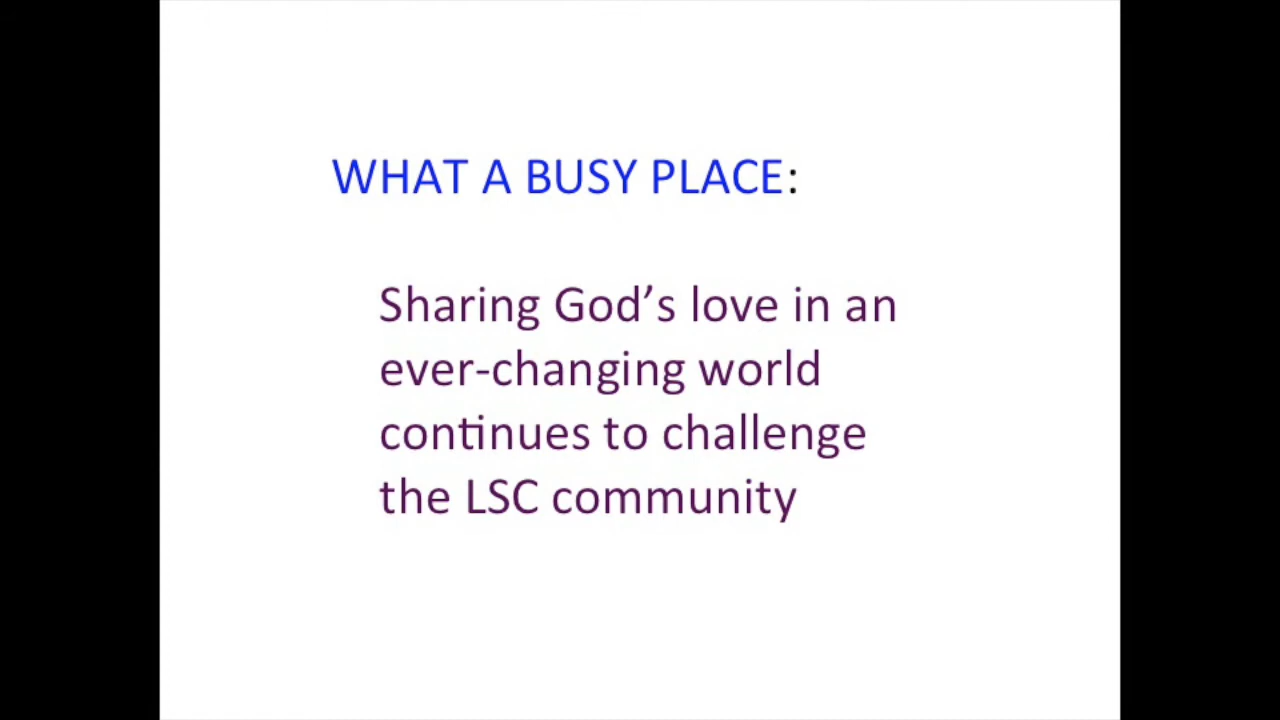 WHAT A BUSY PLACE:
Sharing God’s love in an
ever-changing world
continues to challenge
the LSC community